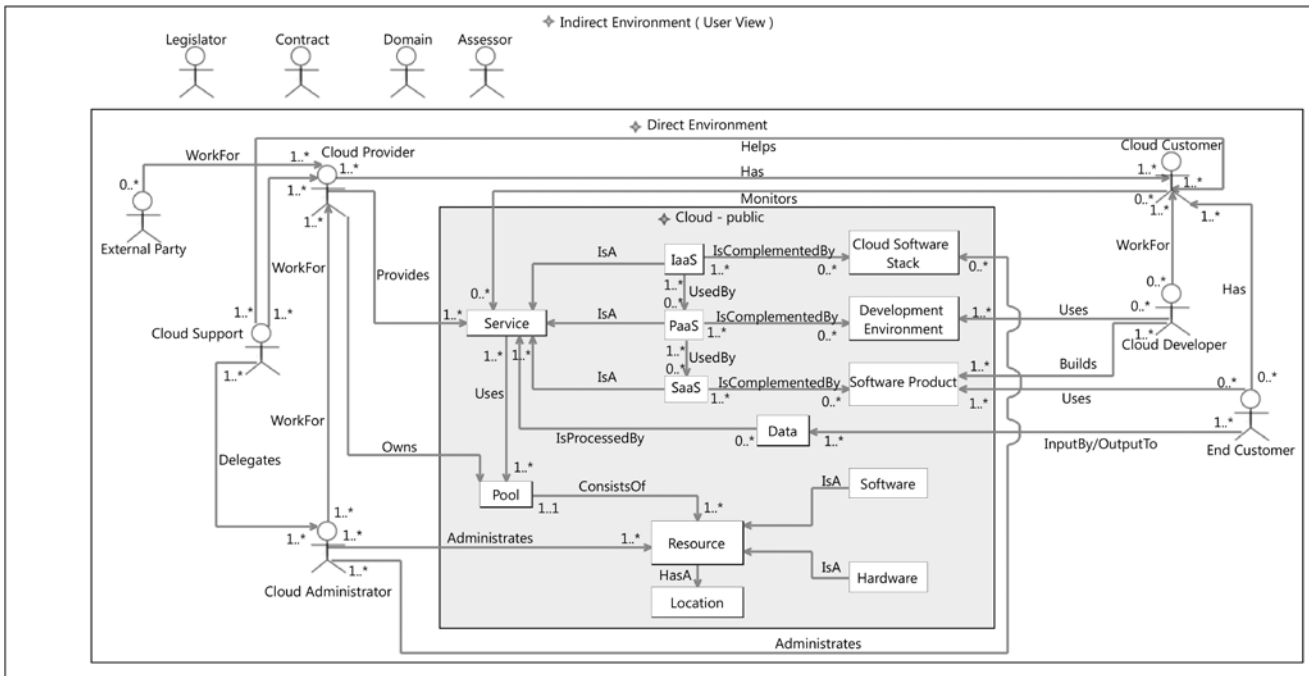 Indirect Environment ( User View )
Legislator
Contract
Domain
Assessor
Direct Environment
Helps
Cloud Provider
Cloud Customer
WorkFor
1..*
1..*
1..*
Has
1..*
1..*
0..*
1..*
Monitors
0..*
1..*
1..*
1..*
External Party
Cloud - public
IsA
IaaS
IsComplementedBy
Cloud Software
Stack
WorkFor
WorkFor
Provides
1..*
0..*
0..*
Has
1..*
UsedBy
0..*
0..*
0..*
1..*
1..*
1..*
Service
IsA
PaaS
IsComplementedBy
Development
Environment
1..*
Uses
0..*
Cloud Support
1..*
0..*
1..*
Cloud Developer
1..*
1..*
1..*
UsedBy
1..*
0..*
1..*
Builds
IsA
SaaS
IsComplementedBy
Software Product
0..*
0..*
Uses
1..*
0..*
1..*
Uses
WorkFor
Data
1..*
IsProcessedBy
0..*
1..*
InputBy/OutputTo
End Customer
Owns
Delegates
1..*
ConsistsOf
IsA
Software
Pool
1..1
1..*
1..*
1..*
1..*
Administrates
1..*
Resource
1..*
IsA
Hardware
HasA
Cloud Administrator
Location
Administrates